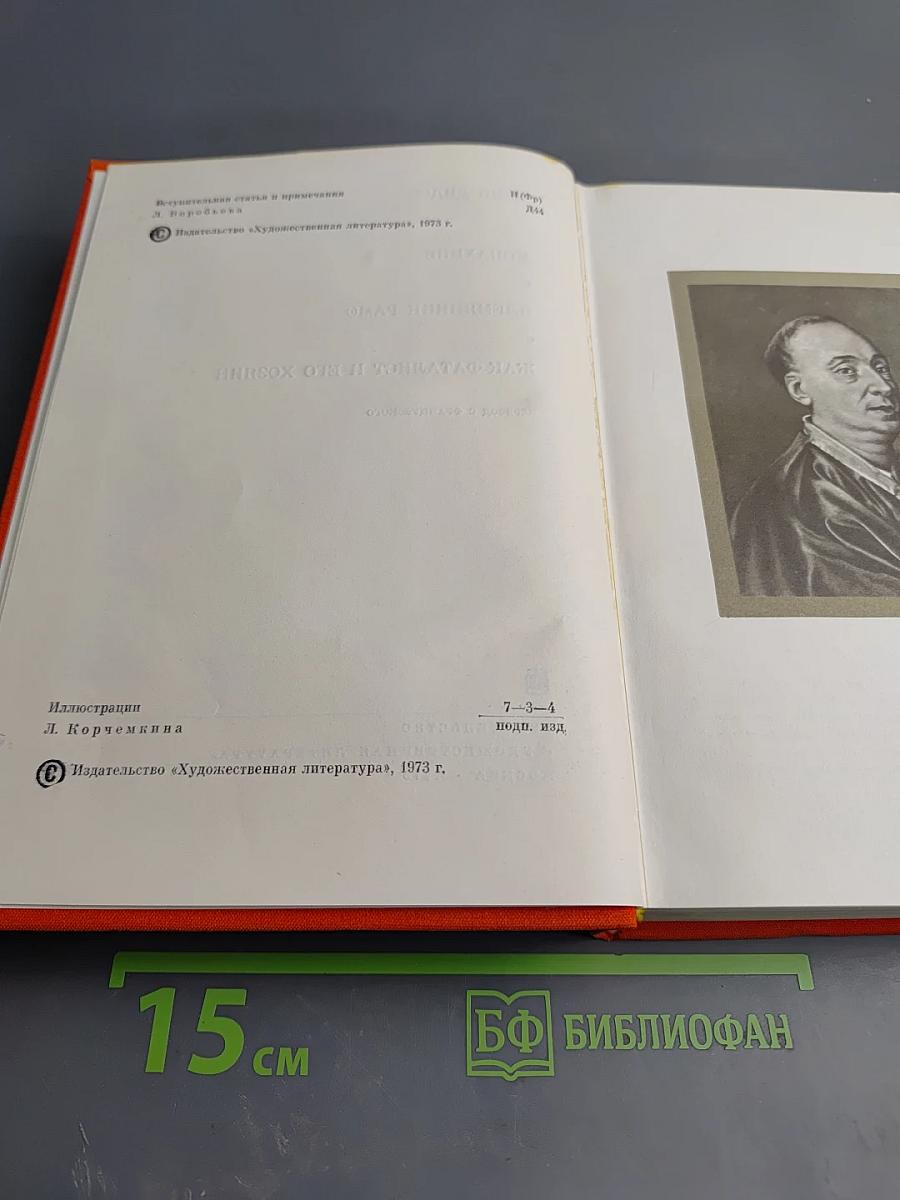 Вступительная статья и примечания
Л. Воробьева
И(Фр)
Д44
© Издательство «Художественная литература», 1973 г.
Иллюстрации
Л. Корчемкина
7—3—4
подп. изд.
© Издательство «Художественная литература», 1973 г.
15 см
БФ БИБЛИОФАН